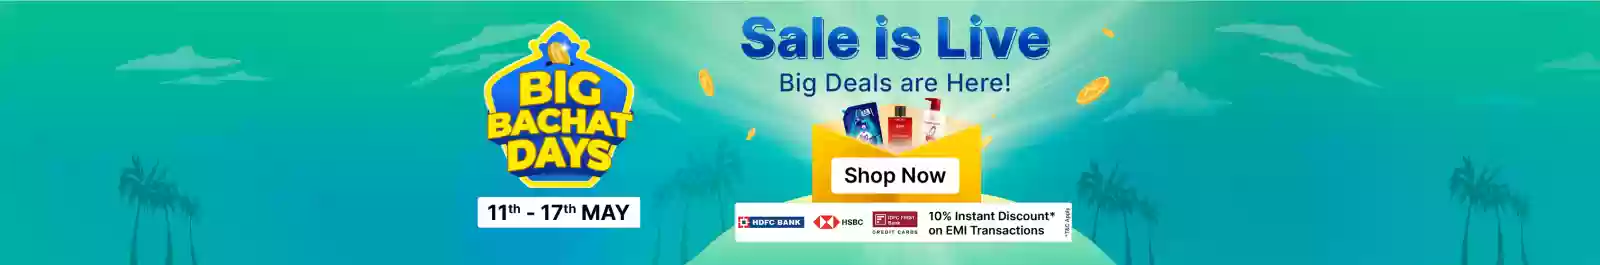 BIG
BACHAT
DAYS
11th - 17th MAY
Sale is Live
Big Deals are Here!
Shop Now
HDFC BANK
HSBC
IDFC FIRST
Bank
CREDIT CARDS
10% Instant Discount*
on EMI Transactions
*T&C Apply